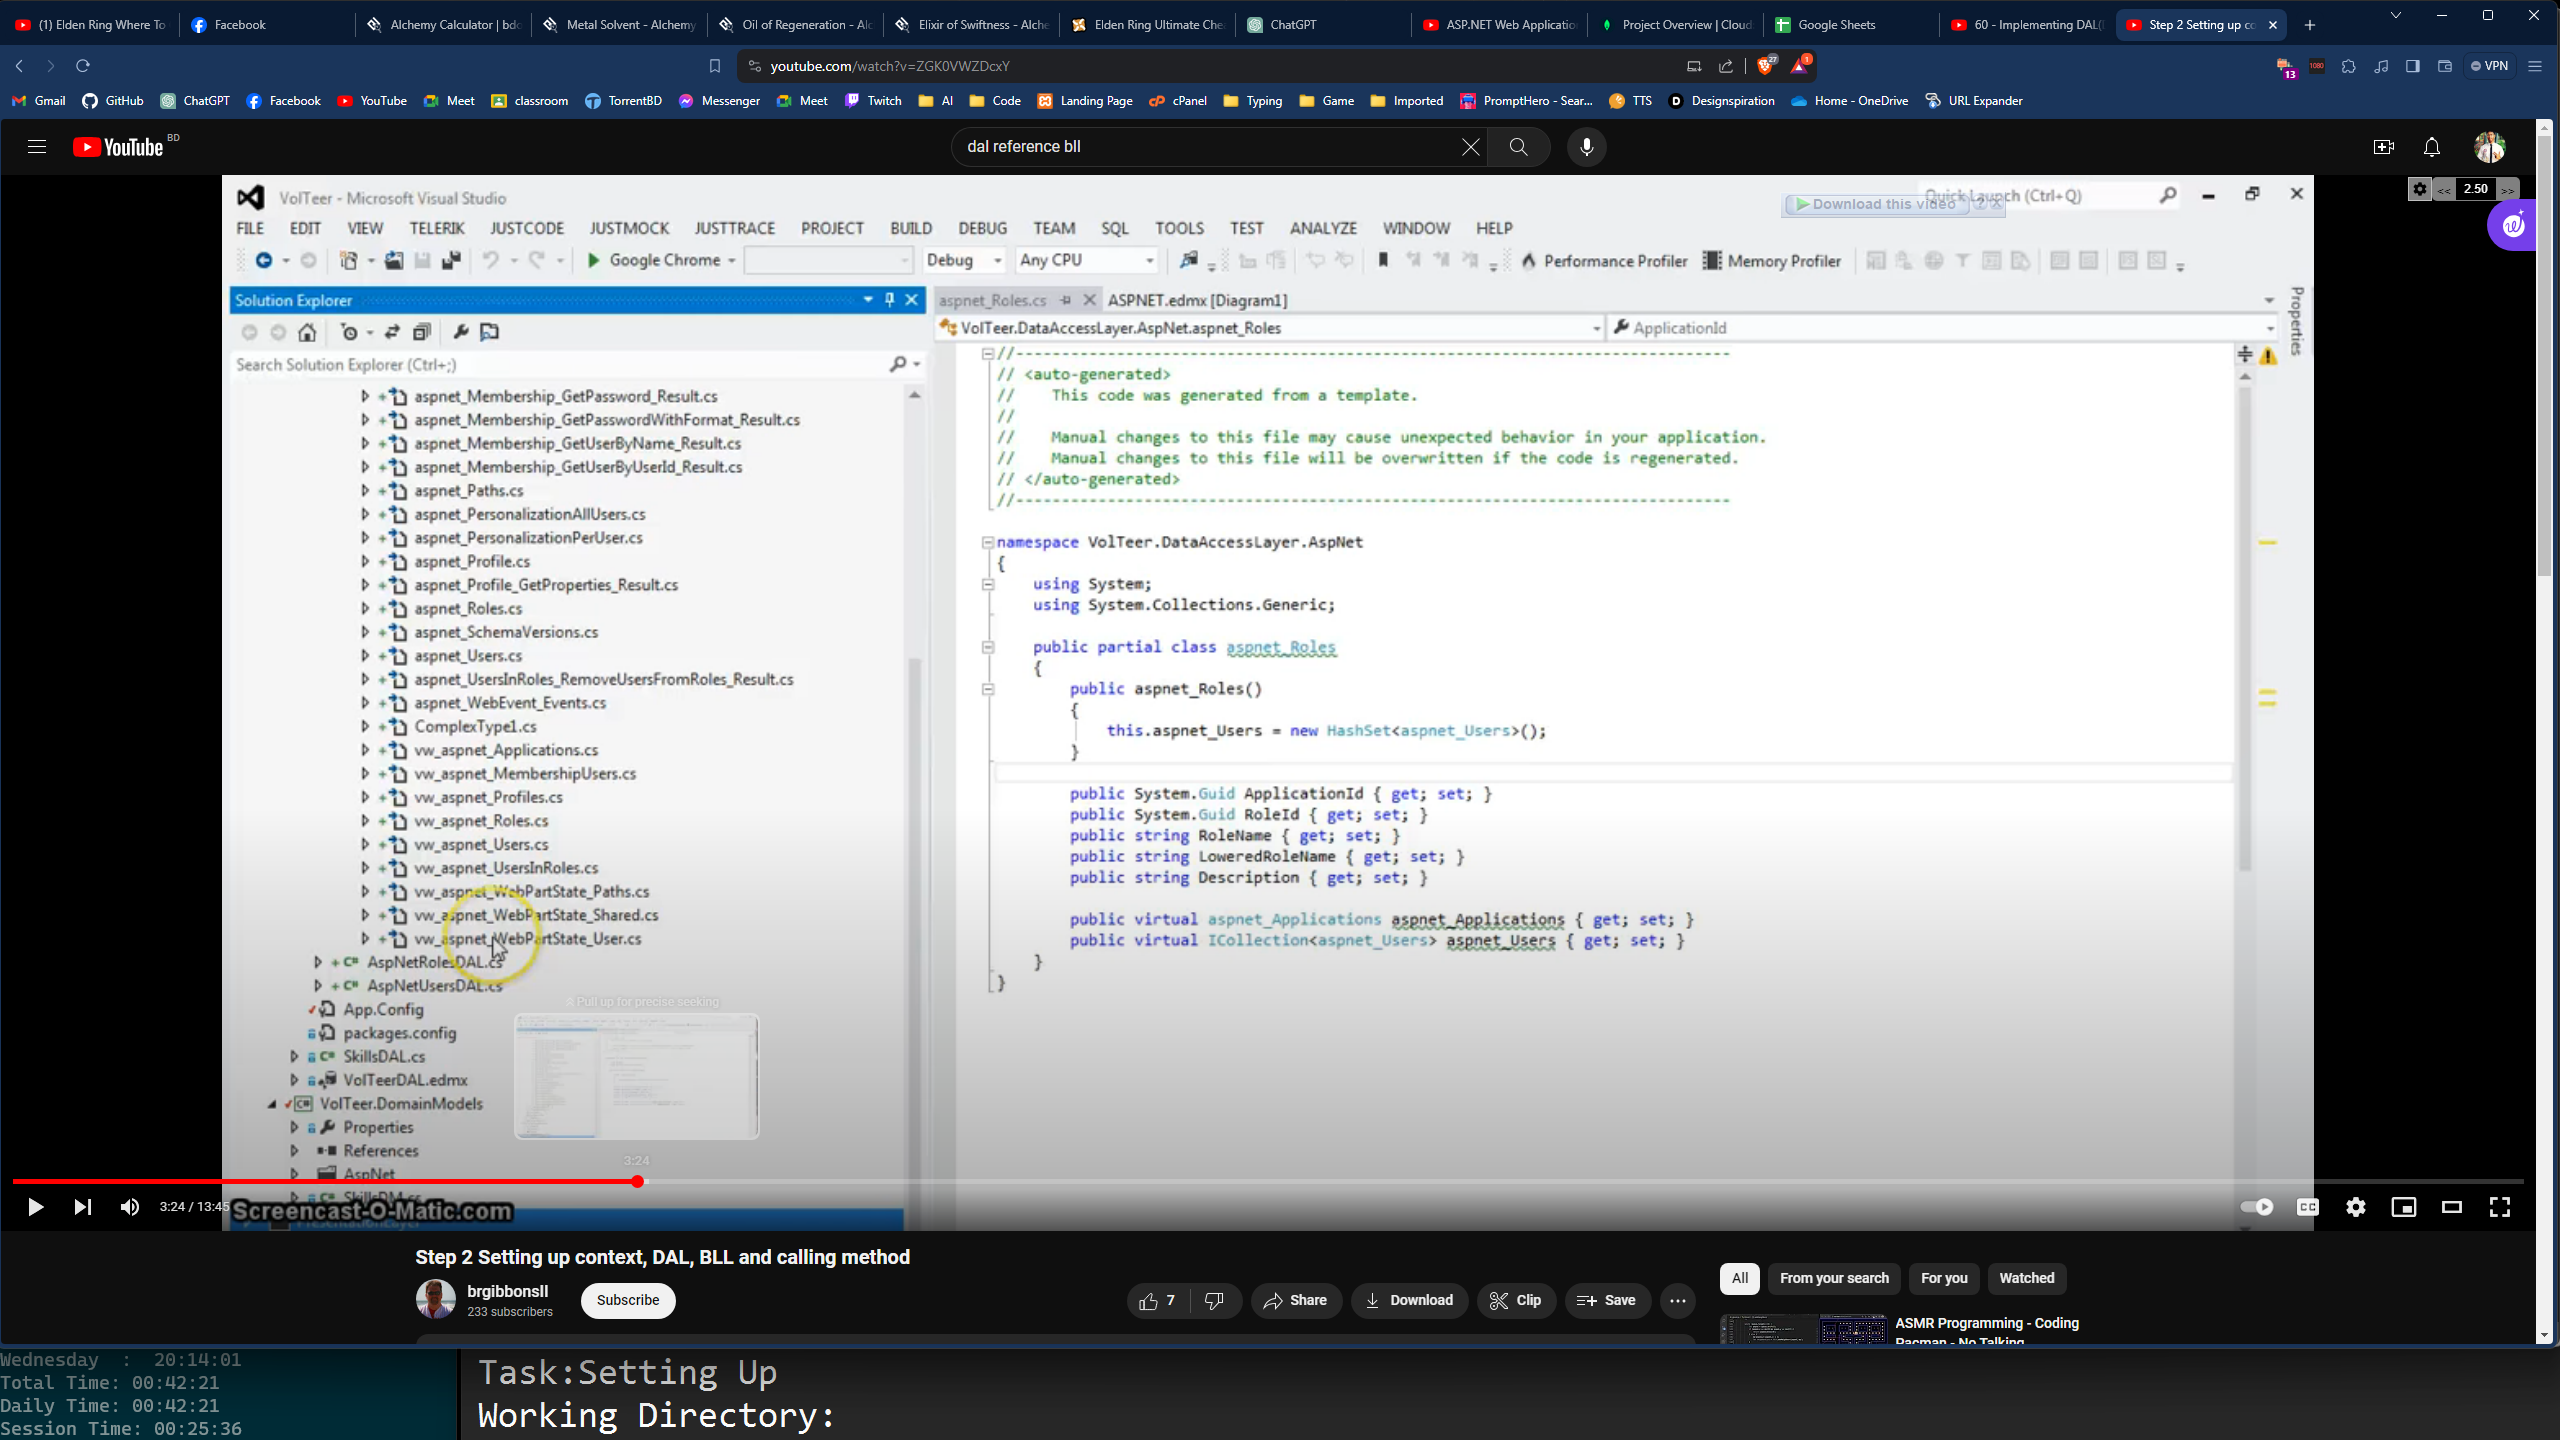 (1) Elden Ring Where To
Facebook
Alchemy Calculator | bdo
Metal Solvent - Alchemy
Oil of Regeneration - Alc
Elixir of Swiftness - Alche
Elden Ring Ultimate Che
ChatGPT
ASP.NET Web Application
Project Overview | Cloud
Google Sheets
60 - Implementing DAL(
Step 2 Setting up co
youtube.com/watch?v=ZGK0VWZDcxY
27
1
13
1080
VPN
Gmail GitHub ChatGPT Facebook YouTube Meet classroom TorrentBD Messenger Meet Twitch AI Code Landing Page cPanel Typing Game Imported PromptHero - Sear... TTS Designspiration Home - OneDrive URL Expander
YouTube BD
dal reference bll
VolTeer - Microsoft Visual Studio
Quick Launch (Ctrl+Q)
Download this video ? X
<< 2.50 >>
FILE EDIT VIEW TELERIK JUSTCODE JUSTMOCK JUSTTRACE PROJECT BUILD DEBUG TEAM SQL TOOLS TEST ANALYZE WINDOW HELP
Google Chrome Debug Any CPU Performance Profiler Memory Profiler
Solution Explorer
Search Solution Explorer (Ctrl+;)
aspnet_Membership_GetPassword_Result.cs
aspnet_Membership_GetPasswordWithFormat_Result.cs
aspnet_Membership_GetUserByName_Result.cs
aspnet_Membership_GetUserByUserId_Result.cs
aspnet_Paths.cs
aspnet_PersonalizationAllUsers.cs
aspnet_PersonalizationPerUser.cs
aspnet_Profile.cs
aspnet_Profile_GetProperties_Result.cs
aspnet_Roles.cs
aspnet_SchemaVersions.cs
aspnet_Users.cs
aspnet_UsersInRoles_RemoveUsersFromRoles_Result.cs
aspnet_WebEvent_Events.cs
ComplexType1.cs
vw_aspnet_Applications.cs
vw_aspnet_MembershipUsers.cs
vw_aspnet_Profiles.cs
vw_aspnet_Roles.cs
vw_aspnet_Users.cs
vw_aspnet_UsersInRoles.cs
vw_aspnet_WebPartState_Paths.cs
vw_aspnet_WebPartState_Shared.cs
vw_aspnet_WebPartState_User.cs
AspNetRolesDAL.cs
AspNetUsersDAL.cs
App.Config
packages.config
SkillsDAL.cs
VolTeerDAL.edmx
VolTeer.DomainModels
Properties
References
AspNet
SkillsDM.cs
PresentationLayer
aspnet_Roles.cs
ASPNET.edmx [Diagram1]
VolTeer.DataAccessLayer.AspNet.aspnet_Roles
ApplicationId
Properties
//------------------------------------------------------------------------------
// <auto-generated>
//    This code was generated from a template.
//
//    Manual changes to this file may cause unexpected behavior in your application.
//    Manual changes to this file will be overwritten if the code is regenerated.
// </auto-generated>
//------------------------------------------------------------------------------
namespace VolTeer.DataAccessLayer.AspNet
{
using System;
using System.Collections.Generic;
public partial class aspnet_Roles
{
public aspnet_Roles()
{
this.aspnet_Users = new HashSet<aspnet_Users>();
}
public System.Guid ApplicationId { get; set; }
public System.Guid RoleId { get; set; }
public string RoleName { get; set; }
public string LoweredRoleName { get; set; }
public string Description { get; set; }
public virtual aspnet_Applications aspnet_Applications { get; set; }
public virtual ICollection<aspnet_Users> aspnet_Users { get; set; }
}
}
Pull up for precise seeking
3:24
3:24 / 13:45
Screencast-O-Matic.com
CC
Step 2 Setting up context, DAL, BLL and calling method
brgibbonsll
233 subscribers
Subscribe
7
Share
Download
Clip
Save
All
From your search
For you
Watched
ASMR Programming - Coding
Pacman - No Talking
Wednesday : 20:14:01
Total Time: 00:42:21
Daily Time: 00:42:21
Session Time: 00:25:36
Task:Setting Up
Working Directory: